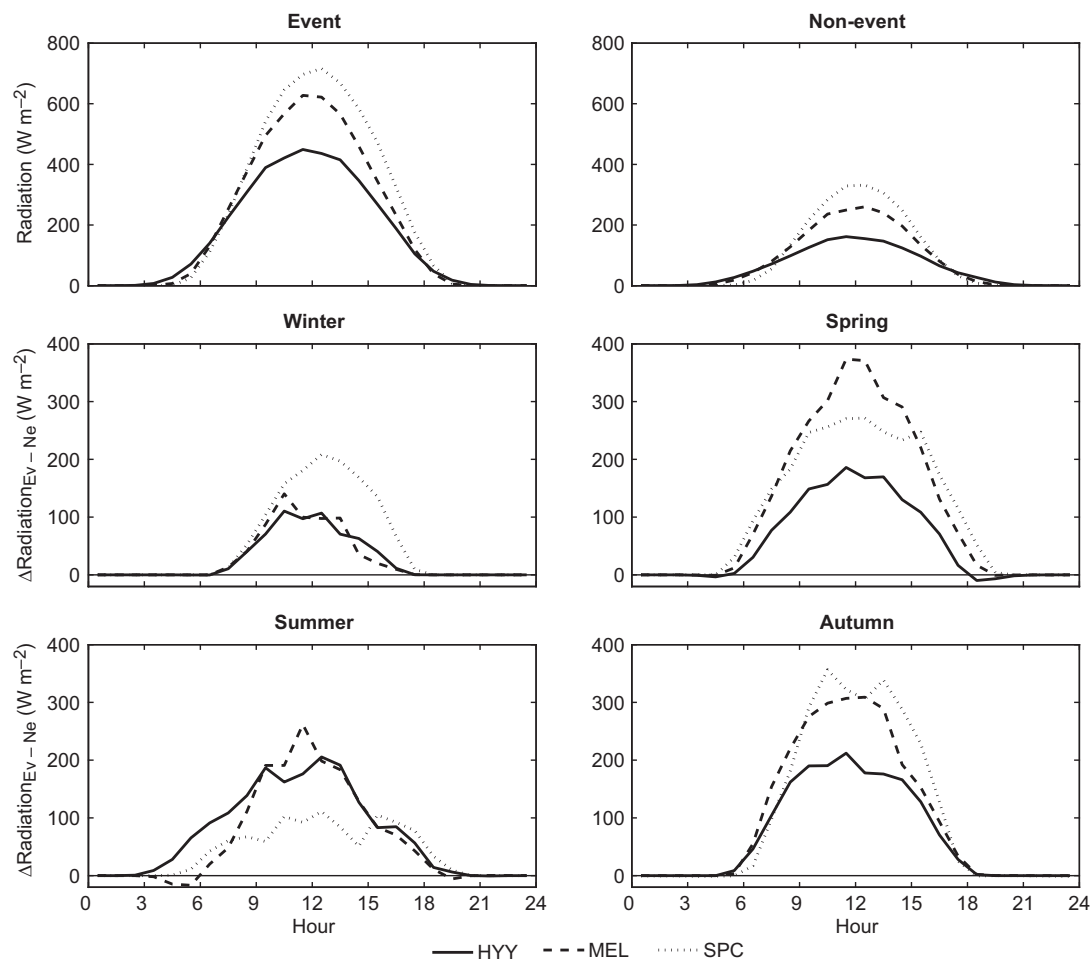 Event
Non-event
Radiation (W m−2)
800
600
400
200
0
800
600
400
200
0
Winter
Spring
ΔRadiationEv – Ne (W m−2)
400
300
200
100
0
400
300
200
100
0
Summer
Autumn
ΔRadiationEv – Ne (W m−2)
400
300
200
100
0
400
300
200
100
0
0 3 6 9 12 15 18 21 24
0 3 6 9 12 15 18 21 24
Hour
Hour
HYY MEL SPC